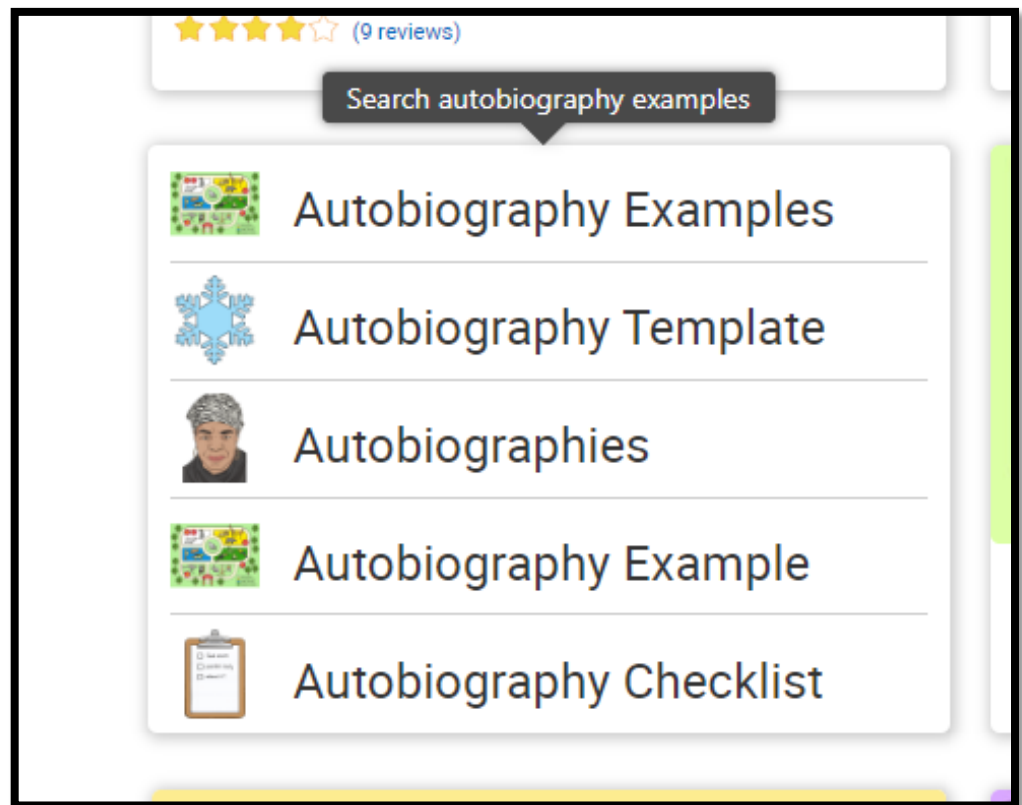 (9 reviews)
Search autobiography examples
Autobiography Examples
Autobiography Template
Autobiographies
Autobiography Example
Autobiography Checklist